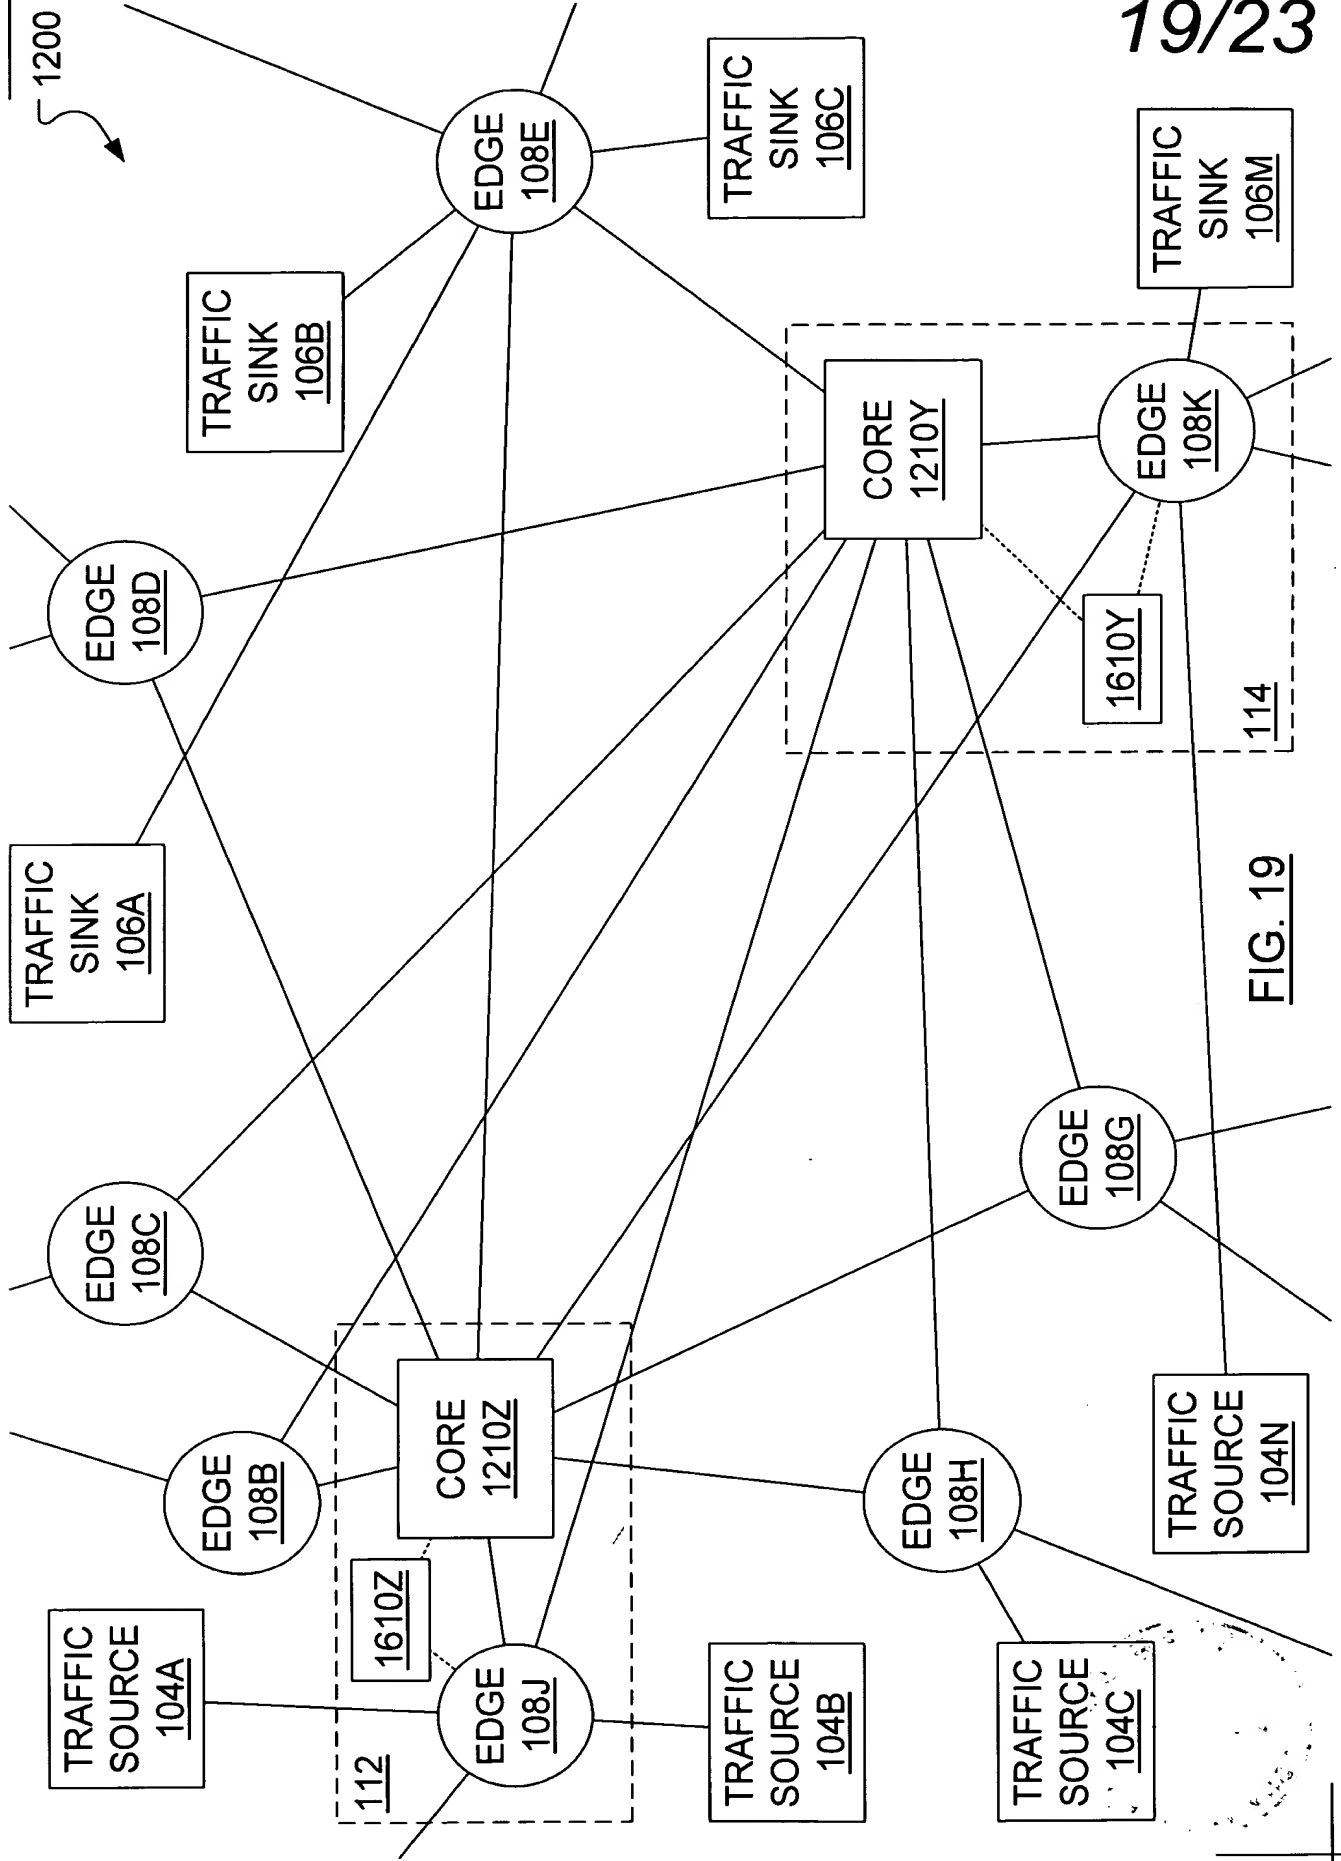 19/23
1200
TRAFFIC
SINK
106A
TRAFFIC
SINK
106B
EDGE
108E
TRAFFIC
SINK
106C
EDGE
108D
EDGE
108C
EDGE
108B
TRAFFIC
SOURCE
104A
1610Z
CORE
1210Z
EDGE
108J
112
TRAFFIC
SOURCE
104B
CORE
1210Y
EDGE
108K
1610Y
114
TRAFFIC
SINK
106M
EDGE
108G
EDGE
108H
TRAFFIC
SOURCE
104C
TRAFFIC
SOURCE
104N
FIG. 19